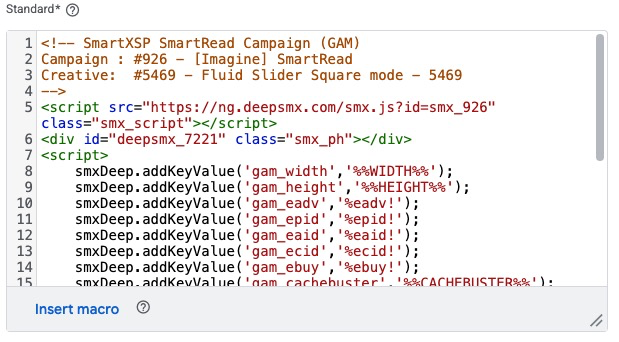 Standard*
1 <!-- SmartXSP SmartRead Campaign (GAM)
2 Campaign : #926 - [Imagine] SmartRead
3 Creative:  #5469 - Fluid Slider Square mode - 5469
4 -->
5 <script src="https://ng.deepsmx.com/smx.js?id=smx_926"
class="smx_script"></script>
6 <div id="deepsmx_7221" class="smx_ph"></div>
7 <script>
8     smxDeep.addKeyValue('gam_width','%%WIDTH%%');
9     smxDeep.addKeyValue('gam_height','%%HEIGHT%%');
10     smxDeep.addKeyValue('gam_eadv','%eadv!');
11     smxDeep.addKeyValue('gam_epid','%epid!');
12     smxDeep.addKeyValue('gam_eaid','%eaid!');
13     smxDeep.addKeyValue('gam_ecid','%ecid!');
14     smxDeep.addKeyValue('gam_ebuy','%ebuy!');
15     smxDeep.addKeyValue('gam_cachebuster','%%CACHEBUSTER%%');
Insert macro